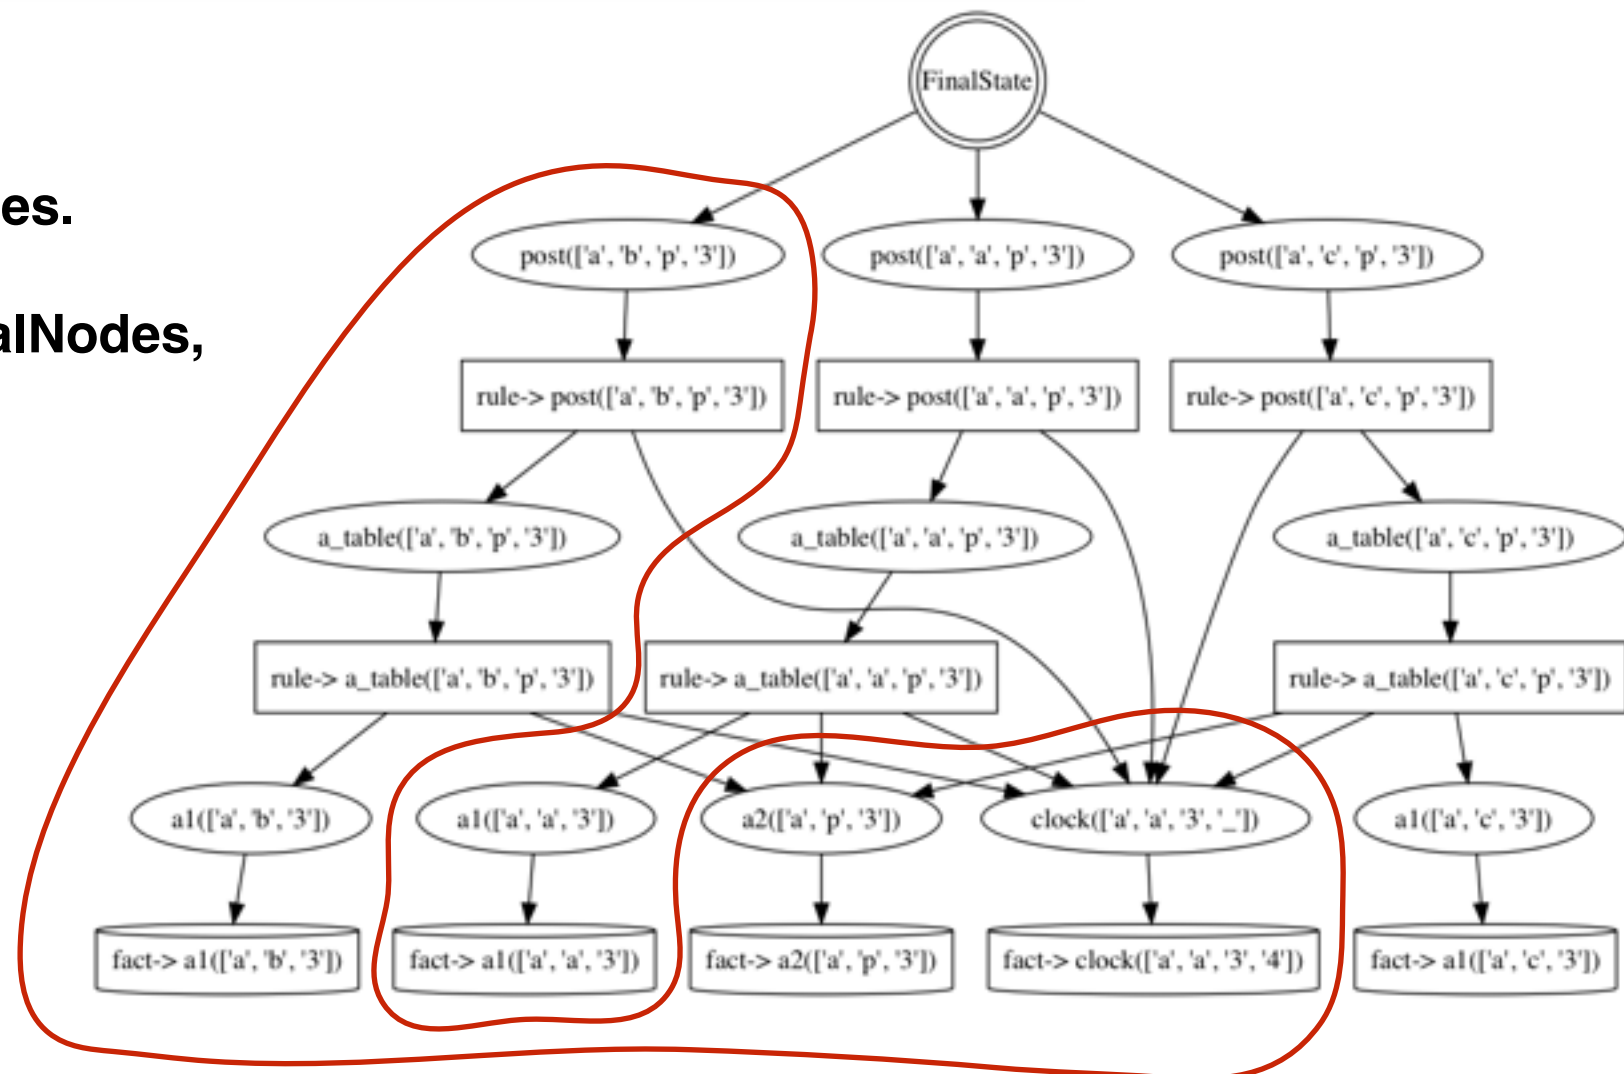 FinalState
es.
post(['a', 'b', 'p', '3']) post(['a', 'a', 'p', '3']) post(['a', 'c', 'p', '3'])
alNodes,
rule-> post(['a', 'b', 'p', '3']) rule-> post(['a', 'a', 'p', '3']) rule-> post(['a', 'c', 'p', '3'])
a_table(['a', 'b', 'p', '3']) a_table(['a', 'a', 'p', '3']) a_table(['a', 'c', 'p', '3'])
rule-> a_table(['a', 'b', 'p', '3']) rule-> a_table(['a', 'a', 'p', '3']) rule-> a_table(['a', 'c', 'p', '3'])
a1(['a', 'b', '3']) a1(['a', 'a', '3']) a2(['a', 'p', '3']) clock(['a', 'a', '3', '_']) a1(['a', 'c', '3'])
fact-> a1(['a', 'b', '3']) fact-> a1(['a', 'a', '3']) fact-> a2(['a', 'p', '3']) fact-> clock(['a', 'a', '3', '4']) fact-> a1(['a', 'c', '3'])